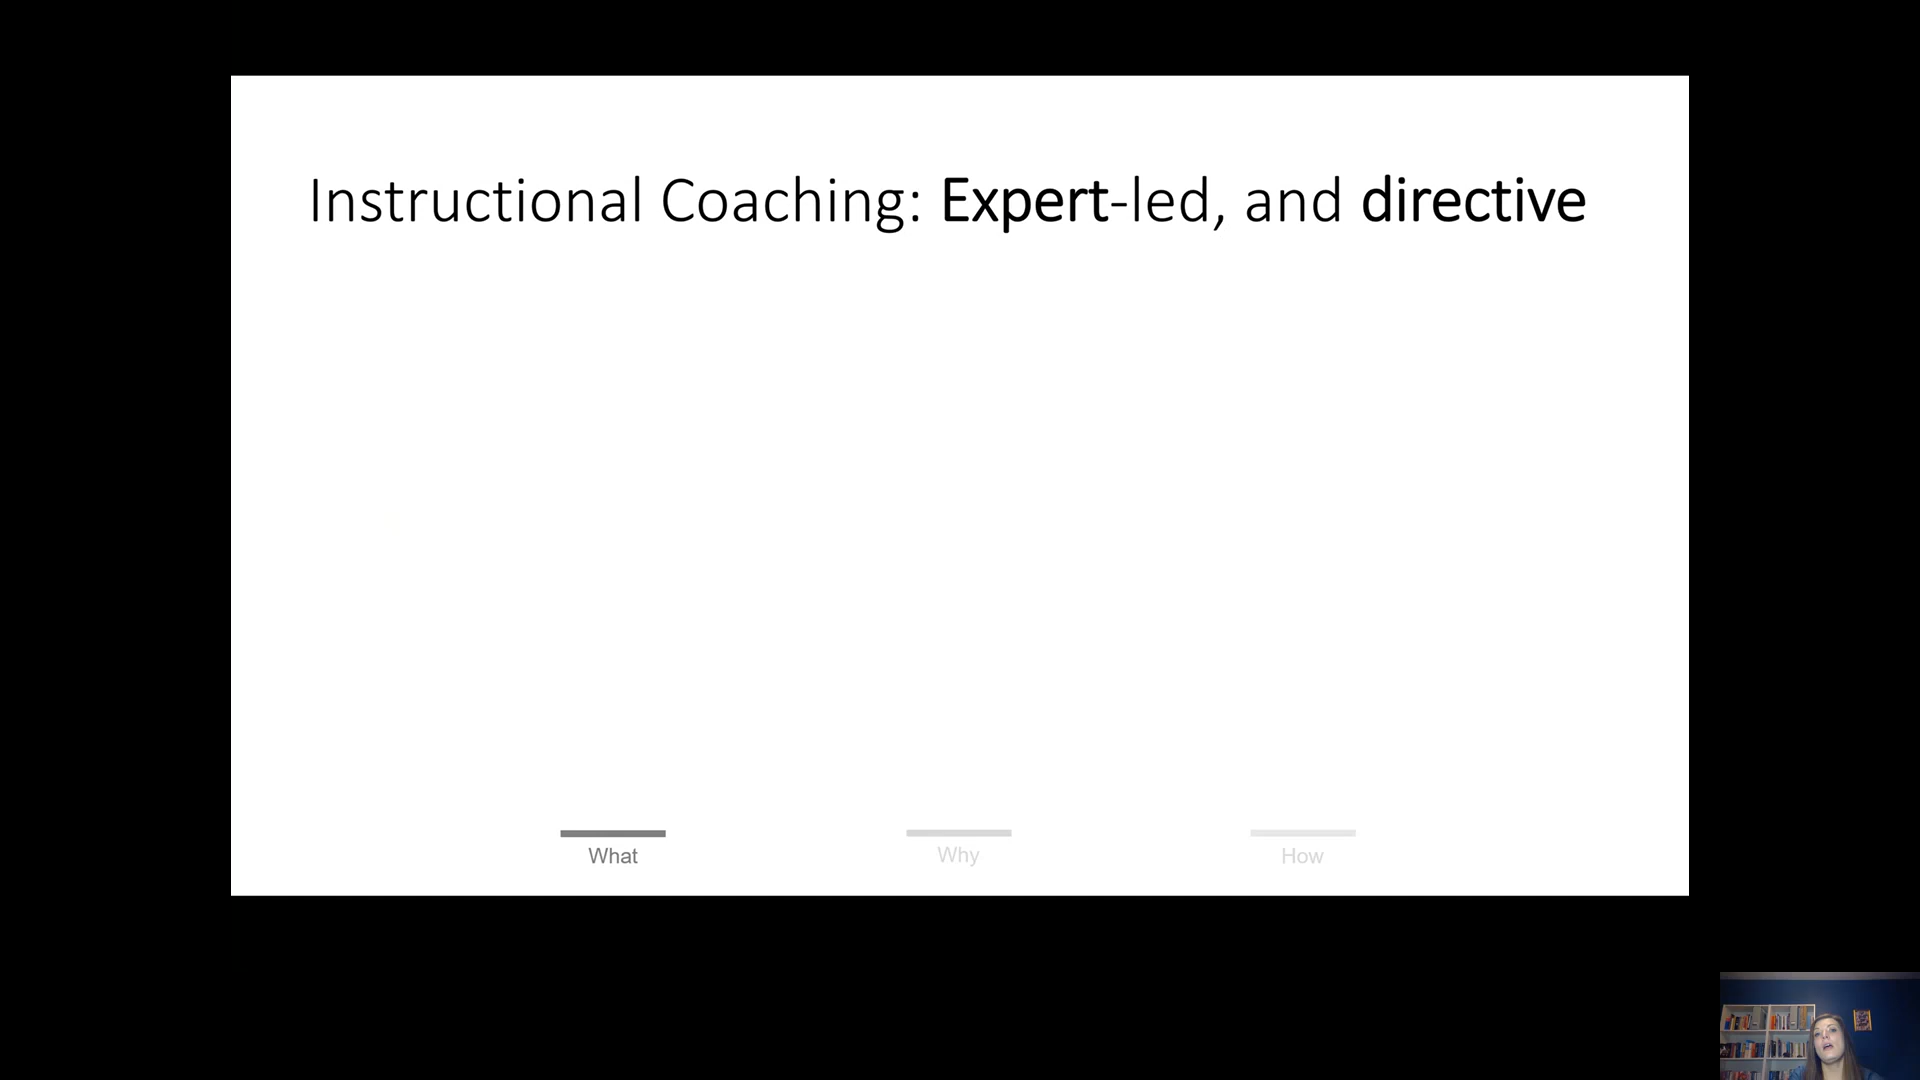 Instructional Coaching: Expert-led, and directive
What
Why
How